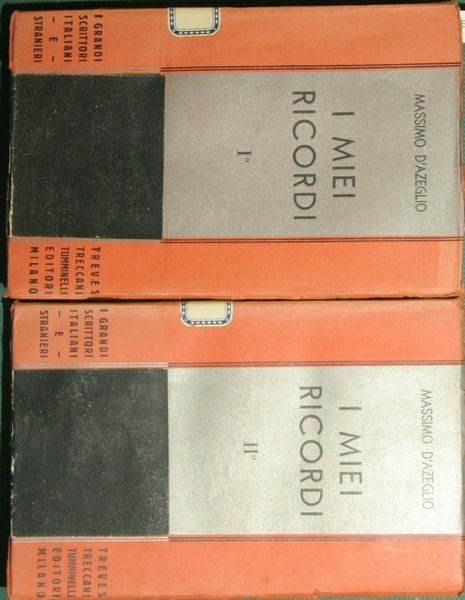 MASSIMO D'AZEGLIO
I MIEI
RICORDI
I°
I GRANDI
SCRITTORI
ITALIANI
- E -
STRANIERI
TREVES
TRECCANI
TUMMINELLI
EDITORI
MILANO
MASSIMO D'AZEGLIO
I MIEI
RICORDI
II°
I GRANDI
SCRITTORI
ITALIANI
- E -
STRANIERI
TREVES
TRECCANI
TUMMINELLI
EDITORI
MILANO